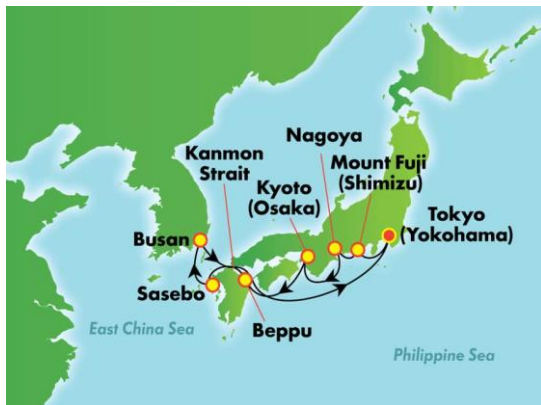 Nagoya
Kanmon
Strait
Mount Fuji
(Shimizu)
Kyoto
(Osaka)
Tokyo
(Yokohama)
Busan
Sasebo
Beppu
East China Sea
Philippine Sea